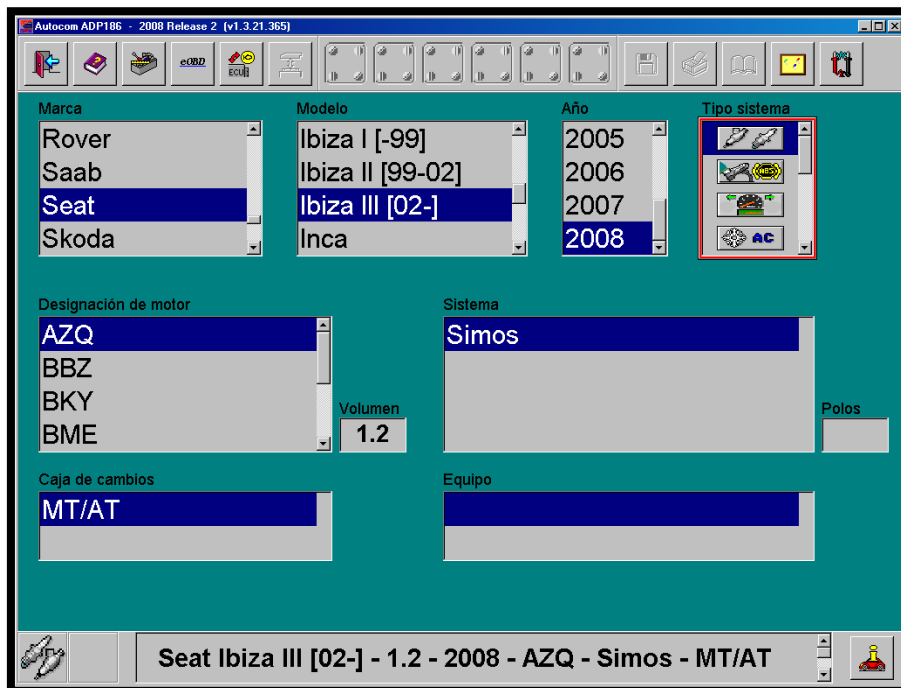 Autocom ADP186 - 2008 Release 2 (v1.3.21.365)
eOBD
ECU
Marca
Modelo
Año
Tipo sistema
Rover
Ibiza I [-99]
2005
Saab
Ibiza II [99-02]
2006
ABS
Seat
Ibiza III [02-]
2007
Skoda
Inca
2008
AC
Designación de motor
Sistema
AZQ
Simos
BBZ
BKY
Volumen
Polos
BME
1.2
Caja de cambios
Equipo
MT/AT
Seat Ibiza III [02-] - 1.2 - 2008 - AZQ - Simos - MT/AT